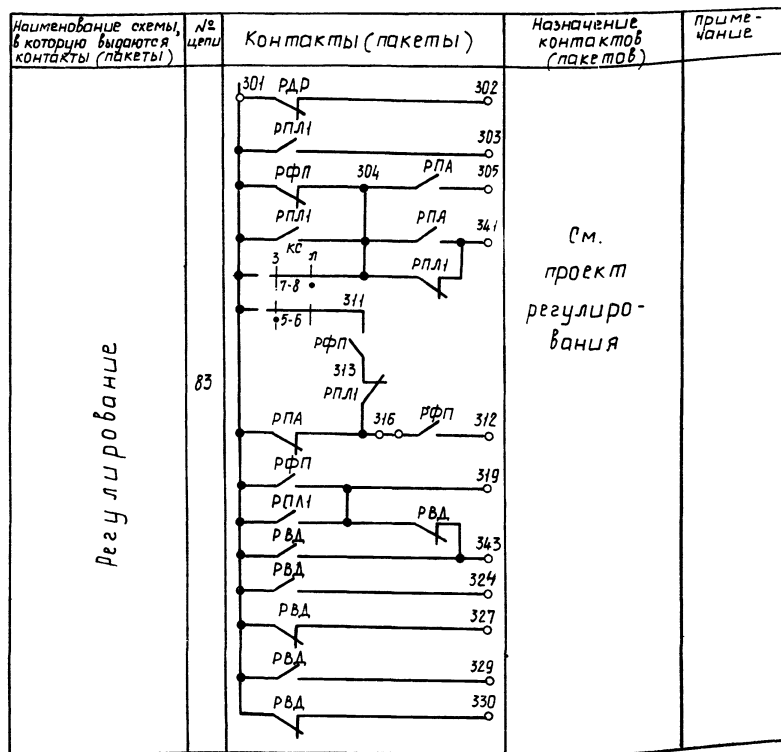 Наименование схемы,
в которую выдаются
контакты (пакеты)
№
цепи
Контакты (пакеты)
Назначение
контактов
(пакетов)
Приме-
чание
301 РДР 302
РПЛ1 303
РФП 304 РПА 305
РПЛ1 РПА 341
КС
З Л РПЛ1
7-8
311
5-6
РФП
313
РПЛ1
РПА 316 РФП 312
РФП 319
РПЛ1 РВД
РВД 343
РВД 324
РВД 327
РВД 329
РВД 330
Регулирование
83
См.
проект
регулиро-
вания